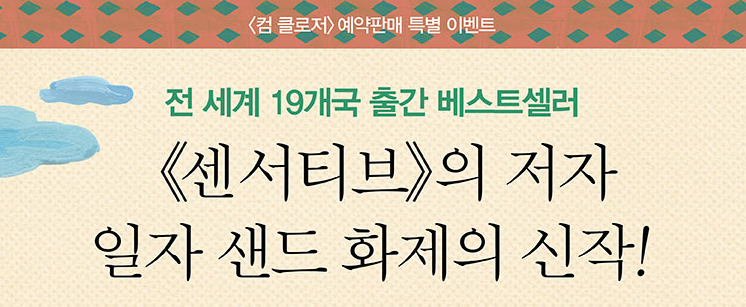 〈컴 클로저〉 예약판매 특별 이벤트
전 세계 19개국 출간 베스트셀러
《센서티브》의 저자
일자 샌드 화제의 신작!